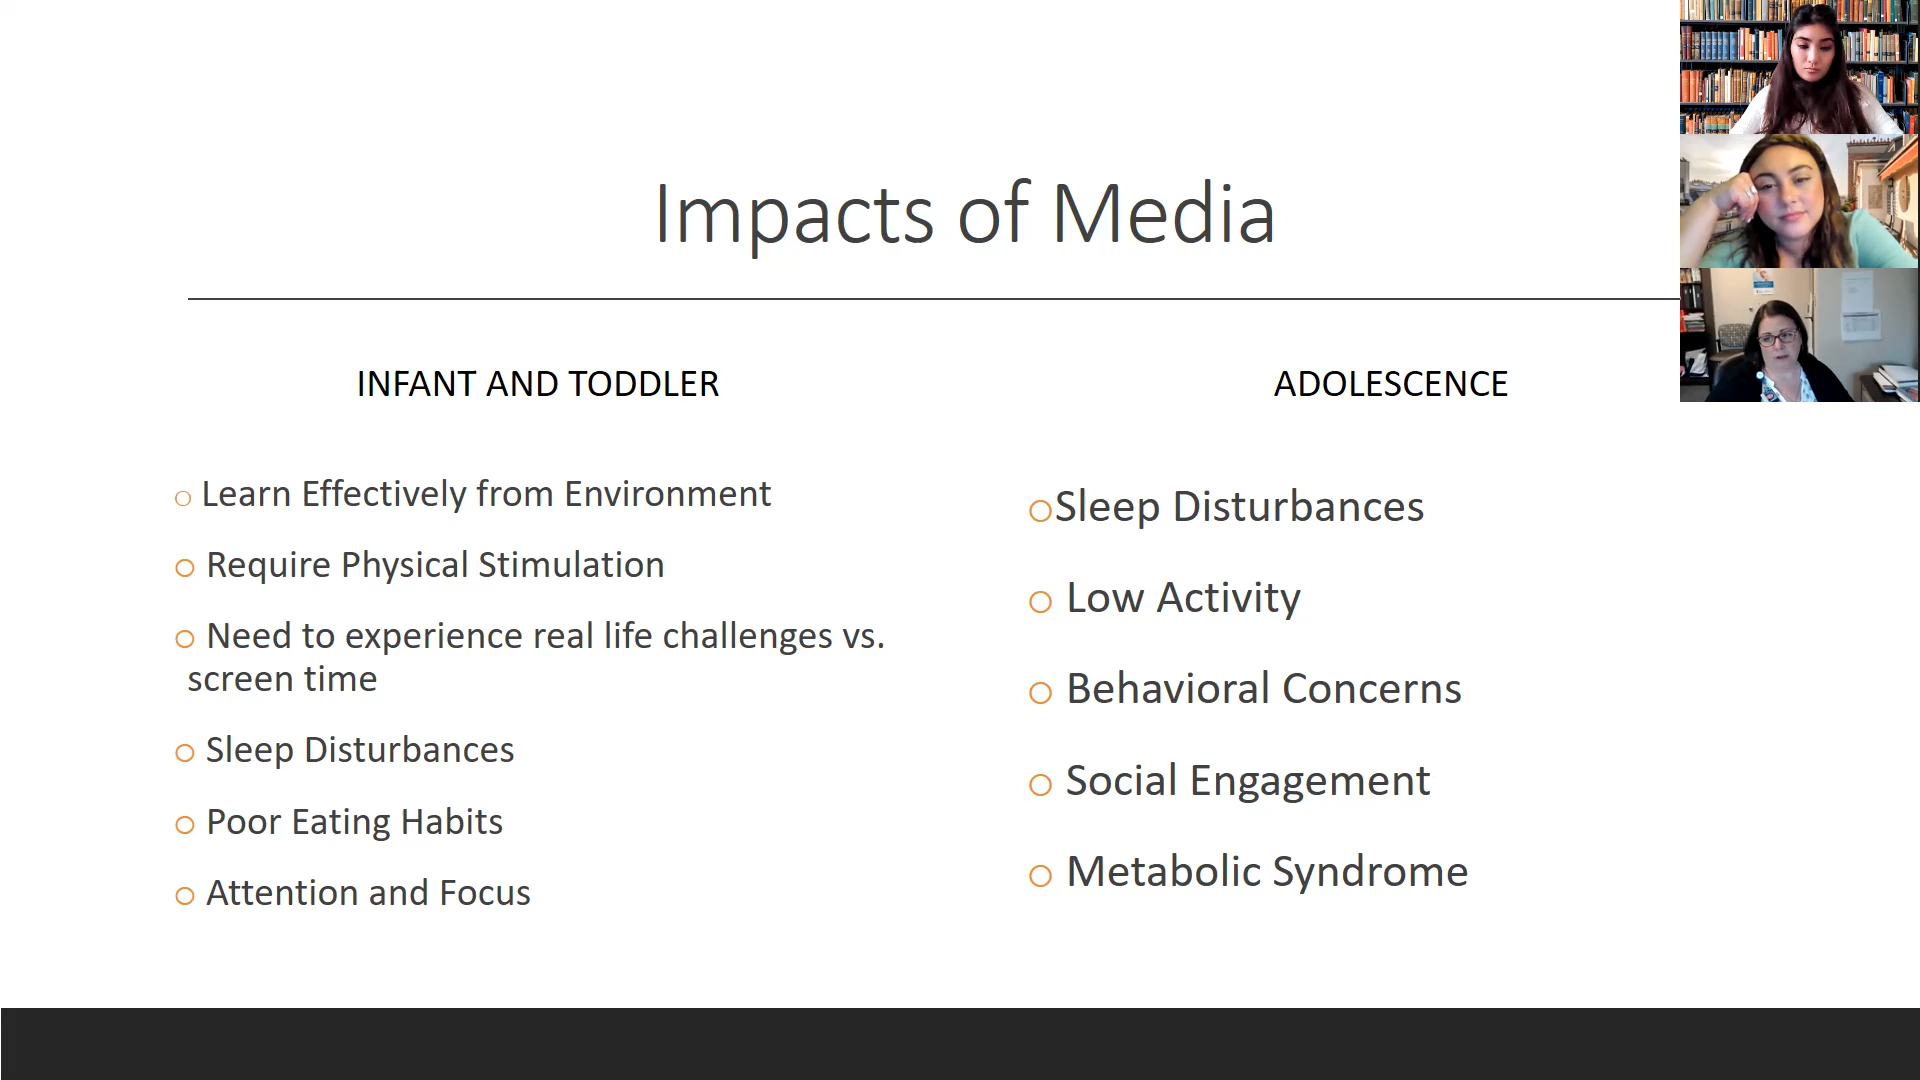 Impacts of Media
INFANT AND TODDLER
Learn Effectively from Environment
Require Physical Stimulation
Need to experience real life challenges vs.
screen time
Sleep Disturbances
Poor Eating Habits
Attention and Focus
ADOLESCENCE
Sleep Disturbances
Low Activity
Behavioral Concerns
Social Engagement
Metabolic Syndrome